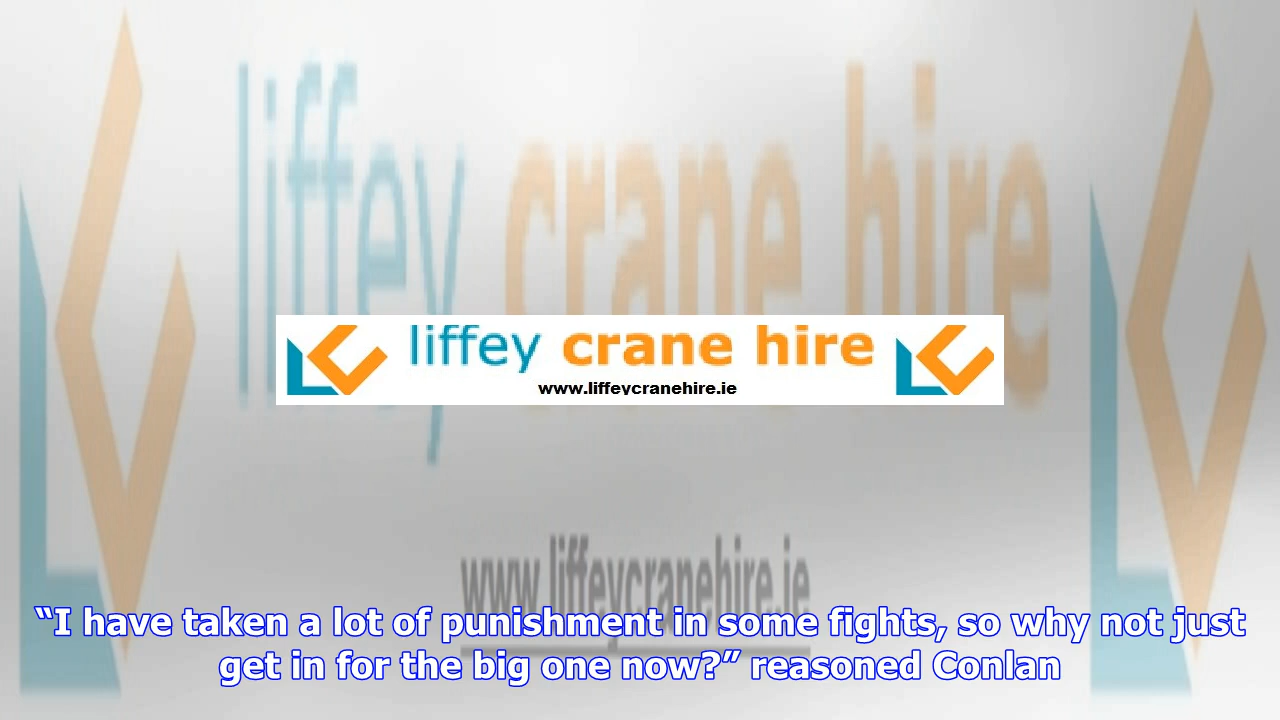 liffey crane hire
liffey crane hire
www.liffeycranehire.ie
www.liffeycranehire.ie
“I have taken a lot of punishment in some fights, so why not just
get in for the big one now?” reasoned Conlan